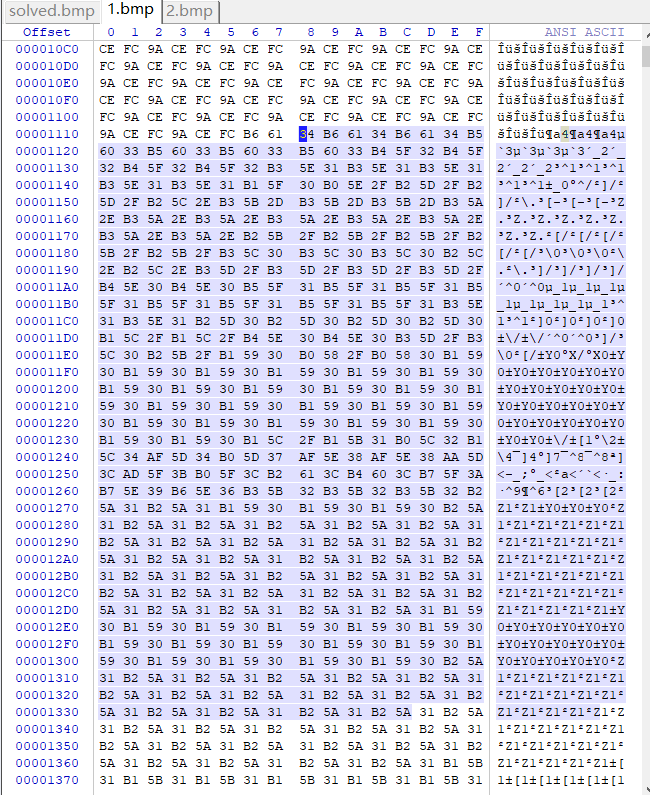 solved.bmp 1.bmp 2.bmp
Offset 0 1 2 3 4 5 6 7 8 9 A B C D E F ANSI ASCII
000010C0 CE FC 9A CE FC 9A CE FC 9A CE FC 9A CE FC 9A CE ÎüšÎüšÎüšÎüšÎüšÎ
000010D0 FC 9A CE FC 9A CE FC 9A CE FC 9A CE FC 9A CE FC üšÎüšÎüšÎüšÎüšÎü
000010E0 9A CE FC 9A CE FC 9A CE FC 9A CE FC 9A CE FC 9A šÎüšÎüšÎüšÎüšÎüš
000010F0 CE FC 9A CE FC 9A CE FC 9A CE FC 9A CE FC 9A CE ÎüšÎüšÎüšÎüšÎüšÎ
00001100 FC 9A CE FC 9A CE FC 9A CE FC 9A CE FC 9A CE FC üšÎüšÎüšÎüšÎüšÎü
00001110 9A CE FC 9A CE FC B6 61 34 B6 61 34 B6 61 34 B5 šÎüšÎü¶a4¶a4¶a4µ
00001120 60 33 B5 60 33 B5 60 33 B5 60 33 B4 5F 32 B4 5F `3µ`3µ`3µ`3´_2´_
00001130 32 B4 5F 32 B4 5F 32 B3 5E 31 B3 5E 31 B3 5E 31 2´_2´_2³^1³^1³^1
00001140 B3 5E 31 B3 5E 31 B1 5F 30 B0 5E 2F B2 5D 2F B2 ³^1³^1±_0°^/²]/²
00001150 5D 2F B2 5C 2E B3 5B 2D B3 5B 2D B3 5B 2D B3 5A ]/²\.³[-³[-³[-³Z
00001160 2E B3 5A 2E B3 5A 2E B3 5A 2E B3 5A 2E B3 5A 2E .³Z.³Z.³Z.³Z.³Z.
00001170 B3 5A 2E B3 5A 2E B2 5B 2F B2 5B 2F B2 5B 2F B2 ³Z.³Z.²[/²[/²[/²
00001180 5B 2F B2 5B 2F B3 5C 30 B3 5C 30 B3 5C 30 B2 5C [/²[/³\0³\0³\0²\
00001190 2E B2 5C 2E B3 5D 2F B3 5D 2F B3 5D 2F B3 5D 2F .²\.³]/³]/³]/³]/
000011A0 B4 5E 30 B4 5E 30 B5 5F 31 B5 5F 31 B5 5F 31 B5 ´^0´^0µ_1µ_1µ_1µ
000011B0 5F 31 B5 5F 31 B5 5F 31 B5 5F 31 B5 5F 31 B3 5E _1µ_1µ_1µ_1µ_1³^
000011C0 31 B3 5E 31 B2 5D 30 B2 5D 30 B2 5D 30 B2 5D 30 1³^1²]0²]0²]0²]0
000011D0 B1 5C 2F B1 5C 2F B4 5E 30 B4 5E 30 B3 5D 2F B3 ±\/±\/´^0´^0³]/³
000011E0 5C 30 B2 5B 2F B1 59 30 B0 58 2F B0 58 30 B1 59 \0²[/±Y0°X/°X0±Y
000011F0 30 B1 59 30 B1 59 30 B1 59 30 B1 59 30 B1 59 30 0±Y0±Y0±Y0±Y0±Y0
00001200 B1 59 30 B1 59 30 B1 59 30 B1 59 30 B1 59 30 B1 ±Y0±Y0±Y0±Y0±Y0±
00001210 59 30 B1 59 30 B1 59 30 B1 59 30 B1 59 30 B1 59 Y0±Y0±Y0±Y0±Y0±Y
00001220 30 B1 59 30 B1 59 30 B1 59 30 B1 59 30 B1 59 30 0±Y0±Y0±Y0±Y0±Y0
00001230 B1 59 30 B1 59 30 B1 5C 2F B1 5B 31 B0 5C 32 B1 ±Y0±Y0±\/±[1°\2±
00001240 5C 34 AF 5D 34 B0 5D 37 AF 5E 38 AF 5E 38 AA 5D \4¯]4°]7¯^8¯^8ª]
00001250 3C AD 5F 3B B0 5F 3C B2 61 3C B4 60 3C B7 5F 3A
00001260 B7 5E 39 B6 5E 36 B3 5B 32 B3 5B 32 B3 5B 32 B2 ·^9¶^6³[2³[2³[2²
00001270 5A 31 B2 5A 31 B1 59 30 B1 59 30 B1 59 30 B2 5A Z1²Z1±Y0±Y0±Y0²Z
00001280 31 B2 5A 31 B2 5A 31 B2 5A 31 B2 5A 31 B2 5A 31 1²Z1²Z1²Z1²Z1²Z1
00001290 B2 5A 31 B2 5A 31 B2 5A 31 B2 5A 31 B2 5A 31 B2 ²Z1²Z1²Z1²Z1²Z1²
000012A0 5A 31 B2 5A 31 B2 5A 31 B2 5A 31 B2 5A 31 B2 5A Z1²Z1²Z1²Z1²Z1²Z
000012B0 31 B2 5A 31 B2 5A 31 B2 5A 31 B2 5A 31 B2 5A 31 1²Z1²Z1²Z1²Z1²Z1
000012C0 B2 5A 31 B2 5A 31 B2 5A 31 B2 5A 31 B2 5A 31 B2 ²Z1²Z1²Z1²Z1²Z1²
000012D0 5A 31 B2 5A 31 B2 5A 31 B2 5A 31 B2 5A 31 B1 59 Z1²Z1²Z1²Z1²Z1±Y
000012E0 30 B1 59 30 B1 59 30 B1 59 30 B1 59 30 B1 59 30 0±Y0±Y0±Y0±Y0±Y0
000012F0 B1 59 30 B1 59 30 B1 59 30 B1 59 30 B1 59 30 B1 ±Y0±Y0±Y0±Y0±Y0±
00001300 59 30 B1 59 30 B1 59 30 B1 59 30 B1 59 30 B2 5A Y0±Y0±Y0±Y0±Y0²Z
00001310 31 B2 5A 31 B2 5A 31 B2 5A 31 B2 5A 31 B2 5A 31 1²Z1²Z1²Z1²Z1²Z1
00001320 B2 5A 31 B2 5A 31 B2 5A 31 B2 5A 31 B2 5A 31 B2 ²Z1²Z1²Z1²Z1²Z1²
00001330 5A 31 B2 5A 31 B2 5A 31 B2 5A 31 B2 5A 31 B2 5A Z1²Z1²Z1²Z1²Z1²Z
00001340 31 B2 5A 31 B2 5A 31 B2 5A 31 B2 5A 31 B2 5A 31 1²Z1²Z1²Z1²Z1²Z1
00001350 B2 5A 31 B2 5A 31 B2 5A 31 B2 5A 31 B2 5A 31 B2 ²Z1²Z1²Z1²Z1²Z1²
00001360 5A 31 B2 5A 31 B2 5A 31 B2 5A 31 B2 5A 31 B1 5B Z1²Z1²Z1²Z1²Z1±[
00001370 31 B1 5B 31 B1 5B 31 B1 5B 31 B1 5B 31 B1 5B 31 1±[1±[1±[1±[1±[1